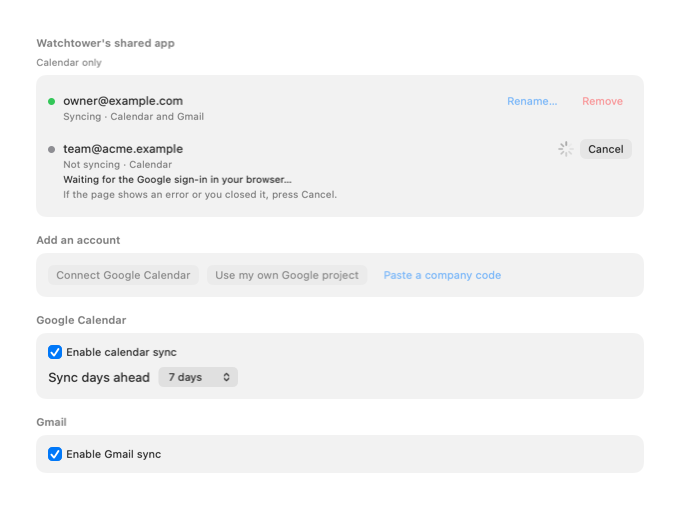 Watchtower's shared app
Calendar only
owner@example.com
Rename...
Remove
Syncing · Calendar and Gmail
team@acme.example
Cancel
Not syncing · Calendar
Waiting for the Google sign-in in your browser...
If the page shows an error or you closed it, press Cancel.
Add an account
Connect Google Calendar
Use my own Google project
Paste a company code
Google Calendar
Enable calendar sync
Sync days ahead
7 days
Gmail
Enable Gmail sync